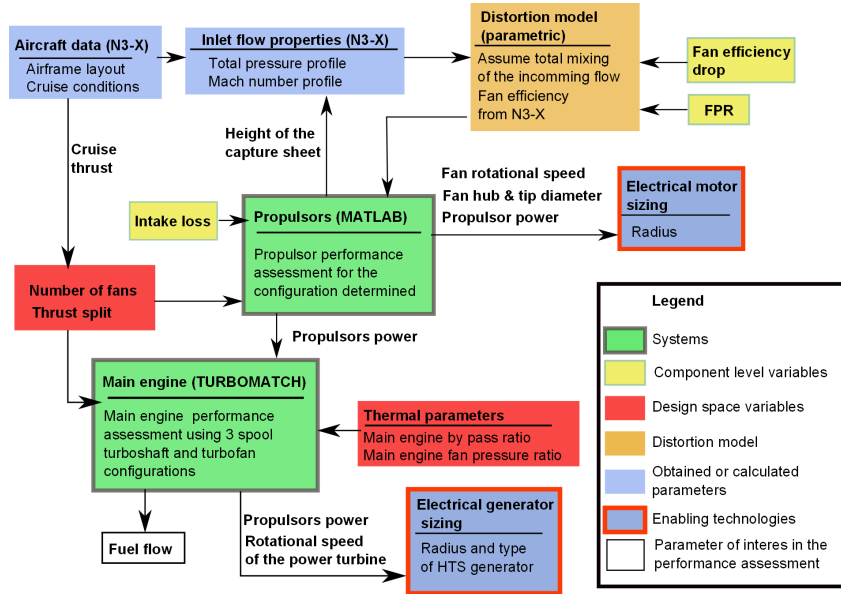 Aircraft data (N3-X)
Airframe layout
Cruise conditions
Inlet flow properties (N3-X)
Total pressure profile
Mach number profile
Distortion model
(parametric)
Assume total mixing
of the incomming flow
Fan efficiency
from N3-X
Fan efficiency
drop
FPR
Cruise
thrust
Height of the
capture sheet
Fan rotational speed
Fan hub & tip diameter
Propulsor power
Electrical motor
sizing
Radius
Intake loss
Propulsors (MATLAB)
Propulsor performance
assessment for the
configuration determined
Number of fans
Thrust split
Propulsors power
Main engine (TURBOMATCH)
Main engine performance
assessment using 3 spool
turboshaft and turbofan
configurations
Thermal parameters
Main engine by pass ratio
Main engine fan pressure ratio
Fuel flow
Propulsors power
Rotational speed
of the power turbine
Electrical generator
sizing
Radius and type
of HTS generator
Legend
Systems
Component level variables
Design space variables
Distortion model
Obtained or calculated
parameters
Enabling technologies
Parameter of interes in the
performance assessment